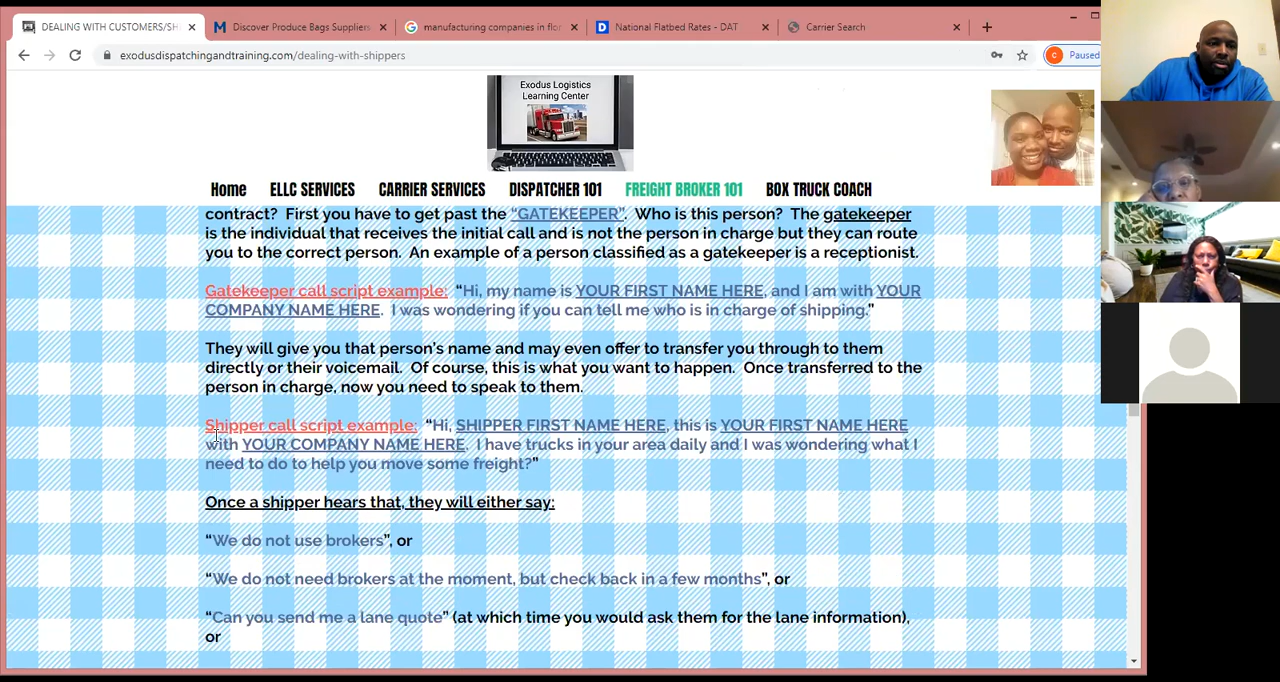 DEALING WITH CUSTOMERS/SH
Discover Produce Bags Suppliers
manufacturing companies in flor
National Flatbed Rates - DAT
Carrier Search
exodusdispatchingandtraining.com/dealing-with-shippers
C Paused
Exodus Logistics
Learning Center
Home ELLC SERVICES CARRIER SERVICES DISPATCHER 101 FREIGHT BROKER 101 BOX TRUCK COACH
contract? First you have to get past the “GATEKEEPER”. Who is this person? The gatekeeper
is the individual that receives the initial call and is not the person in charge but they can route
you to the correct person. An example of a person classified as a gatekeeper is a receptionist.
Gatekeeper call script example: “Hi, my name is YOUR FIRST NAME HERE, and I am with YOUR
COMPANY NAME HERE. I was wondering if you can tell me who is in charge of shipping.”
They will give you that person’s name and may even offer to transfer you through to them
directly or their voicemail. Of course, this is what you want to happen. Once transferred to the
person in charge, now you need to speak to them.
Shipper call script example: “Hi, SHIPPER FIRST NAME HERE, this is YOUR FIRST NAME HERE
with YOUR COMPANY NAME HERE. I have trucks in your area daily and I was wondering what I
need to do to help you move some freight?”
Once a shipper hears that, they will either say:
“We do not use brokers”, or
“We do not need brokers at the moment, but check back in a few months”, or
“Can you send me a lane quote” (at which time you would ask them for the lane information),
or